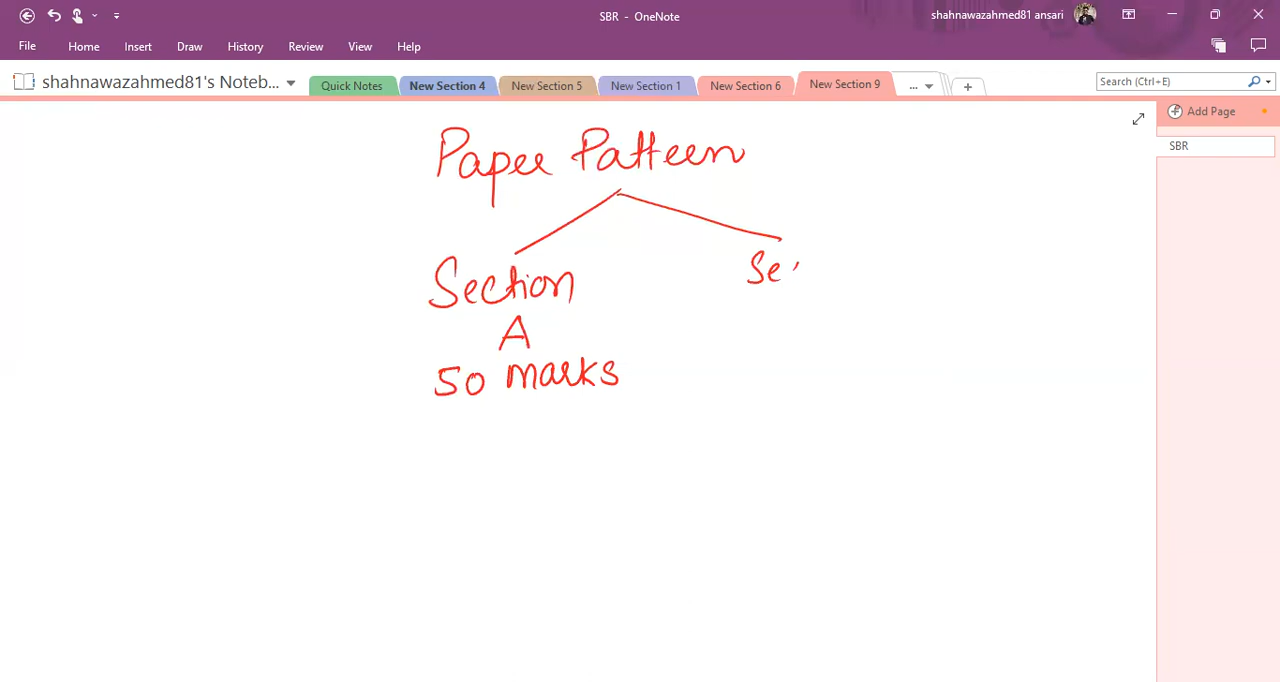 SBR - OneNote
shahnawazahmed81 ansari
File Home Insert Draw History Review View Help
shahnawazahmed81's Noteb...
Quick Notes New Section 4 New Section 5 New Section 1 New Section 6 New Section 9 ... +
Search (Ctrl+E)
Add Page
SBR
Paper Pattern
Section Se
A
50 marks